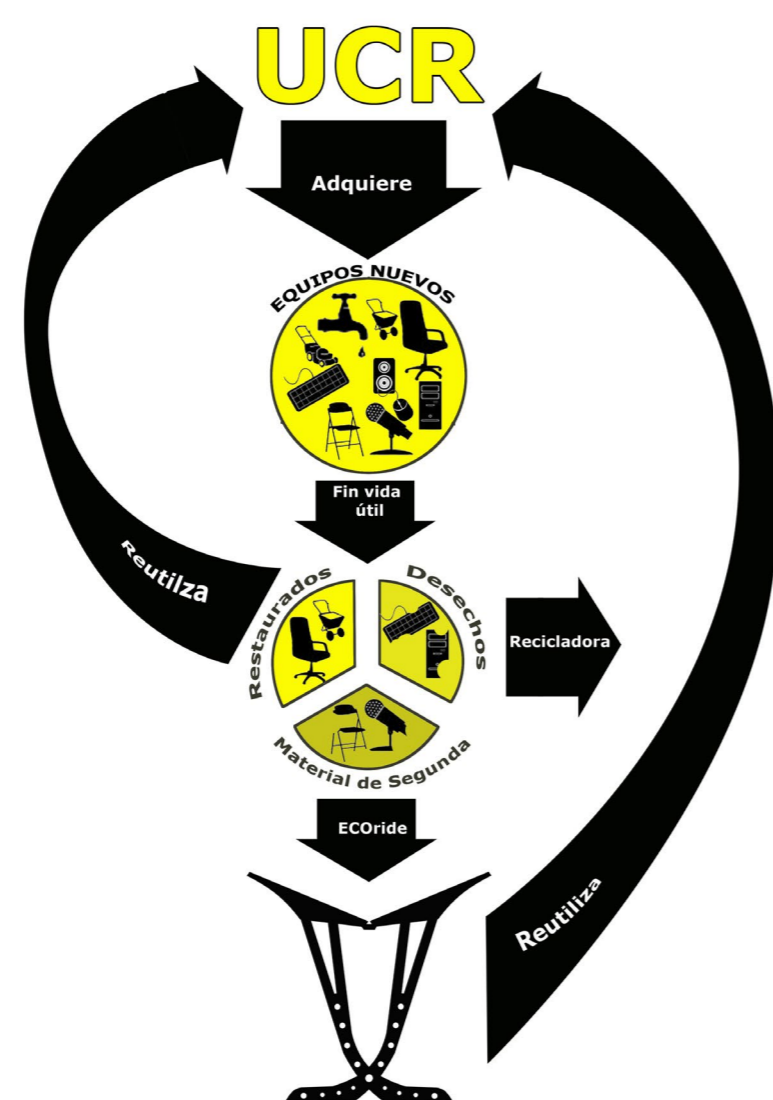 UCR
Adquiere
EQUIPOS NUEVOS
Fin vida
útil
Reutilza
Restaurados
Desechos
Recicladora
Material de Segunda
ECOride
Reutiliza